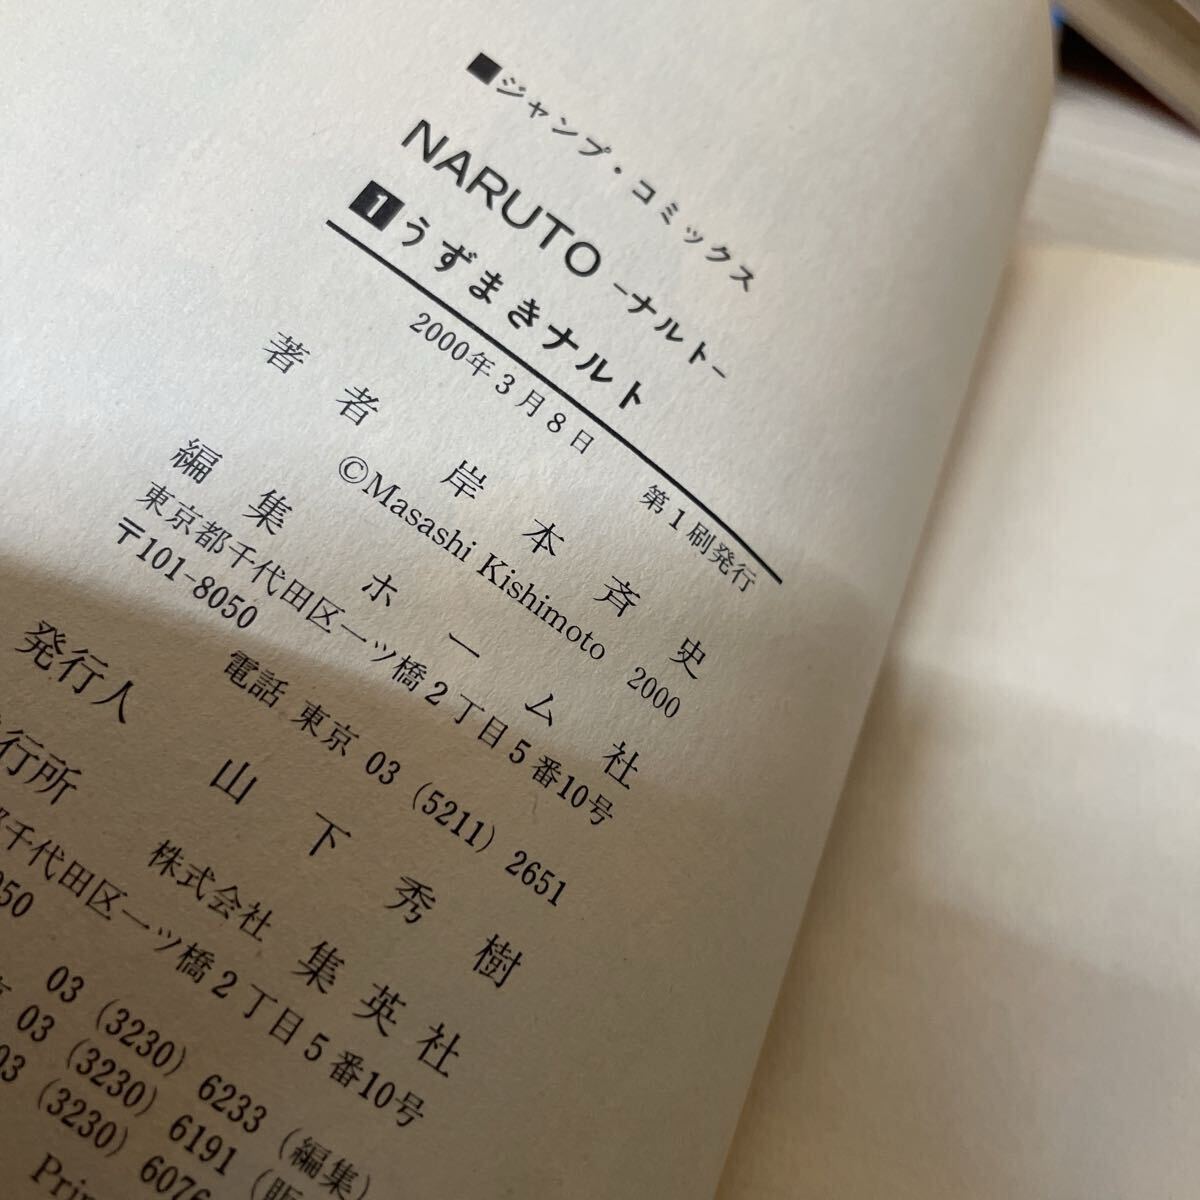 ■ジャンプ・コミックス
NARUTO -ナルト-
1 うずまきナルト
2000年3月8日 第1刷発行
著者 岸本斉史
©Masashi Kishimoto 2000
編集 ホーム社
東京都千代田区一ツ橋2丁目5番10号
〒101-8050
電話 東京 03 (5211) 2651
発行人 山下秀樹
行所 株式会社 集英社
千代田区一ツ橋2丁目5番10号
050
03 (3230) 6233 (編集)
03 (3230) 6191
03 (3230) 6076